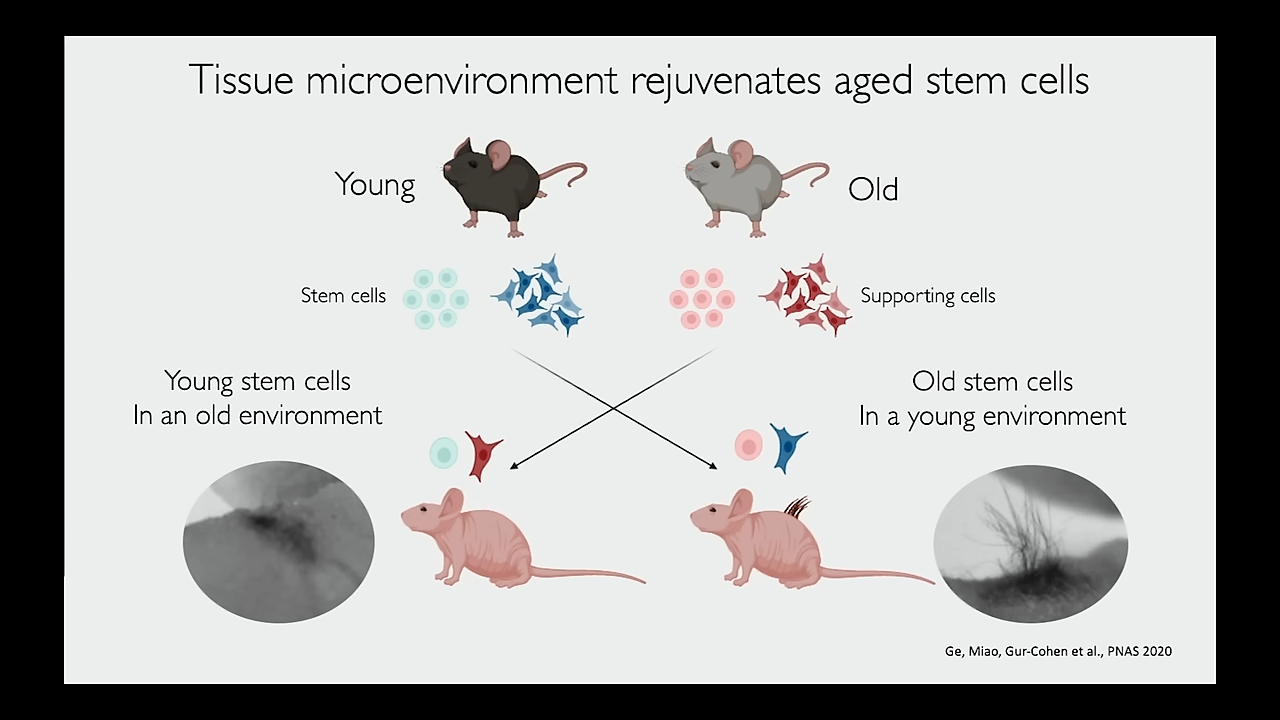 Tissue microenvironment rejuvenates aged stem cells
Young
Old
Stem cells
Supporting cells
Young stem cells
In an old environment
Old stem cells
In a young environment
Ge, Miao, Gur-Cohen et al., PNAS 2020